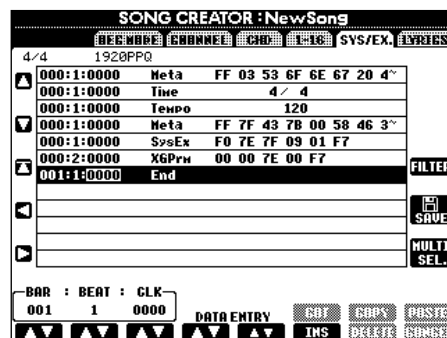 SONG CREATOR : NewSong
REC MODE CHANNEL CHD 1-16 SYS/EX. LYRICS
4/4 1920PPQ
000:1:0000 Meta FF 03 53 6F 6E 67 20 4~
000:1:0000 Time 4/ 4
000:1:0000 Tempo 120
000:1:0000 Meta FF 7F 43 7B 00 58 46 3~
000:1:0000 SysEx F0 7E 7F 09 01 F7
000:2:0000 XGPrm 00 00 7E 00 F7
001:1:0000 End
FILTER
SAVE
MULTI
SEL.
BAR : BEAT : CLK
001 1 0000
DATA ENTRY
CUT COPY PASTE
INS DELETE CANCEL